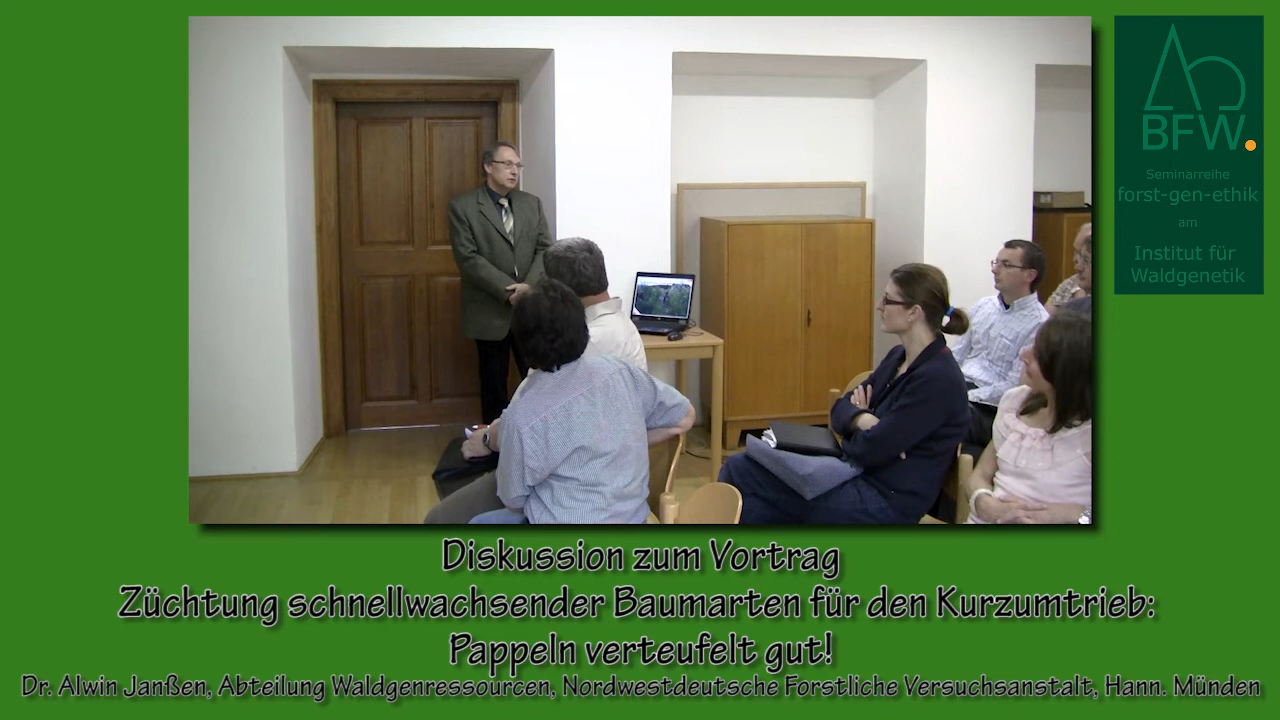 BFW.
Seminarreihe
forst-gen-ethik
am
Institut für
Waldgenetik
Diskussion zum Vortrag
Züchtung schnellwachsender Baumarten für den Kurzumtrieb:
Pappeln verteufelt gut!
Dr. Alwin Janßen, Abteilung Waldgenressourcen, Nordwestdeutsche Forstliche Versuchsanstalt, Hann. Münden